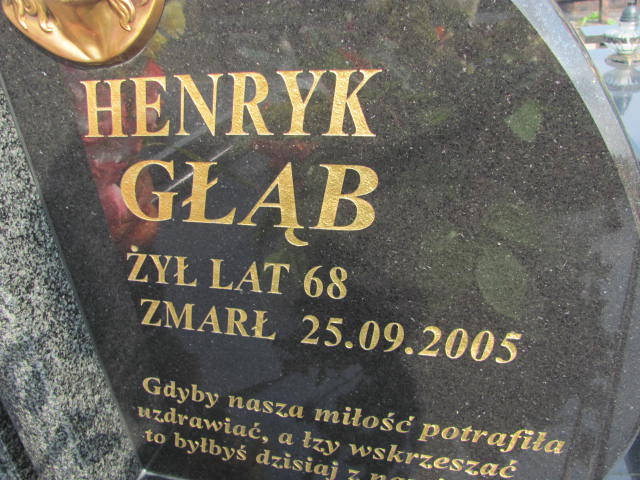 HENRYK
GŁĄB
ŻYŁ LAT 68
ZMARŁ 25.09.2005
Gdyby nasza miłość potrafiła
uzdrawiać, a łzy wskrzeszać
to byłbyś dzisiaj z